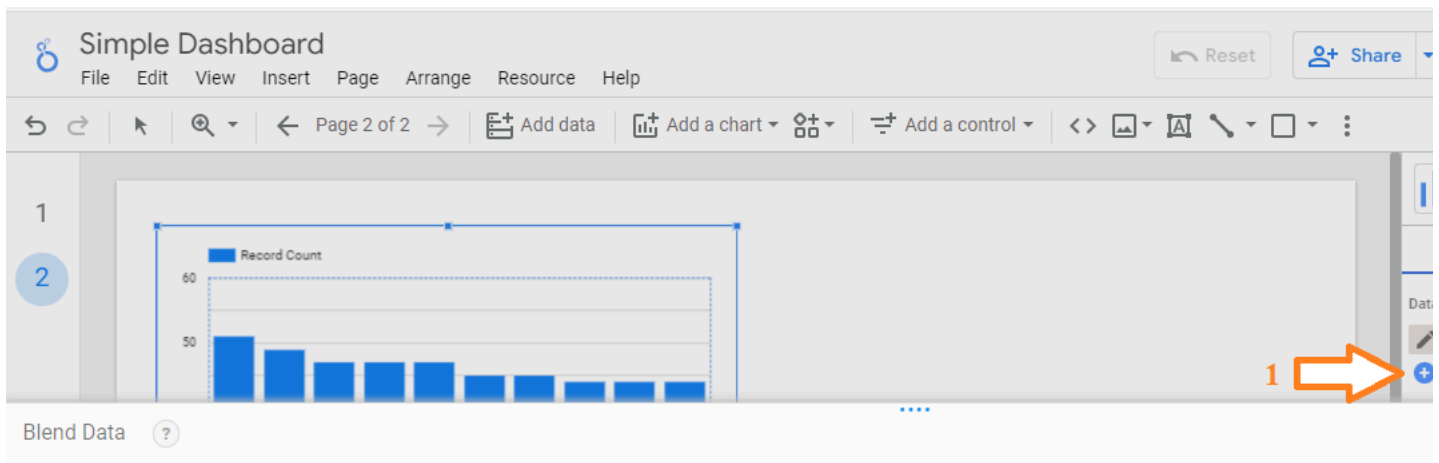 Simple Dashboard
File Edit View Insert Page Arrange Resource Help
Reset Share
Page 2 of 2 Add data Add a chart Add a control
1
2
Record Count
60
50
Data
1
Blend Data ?